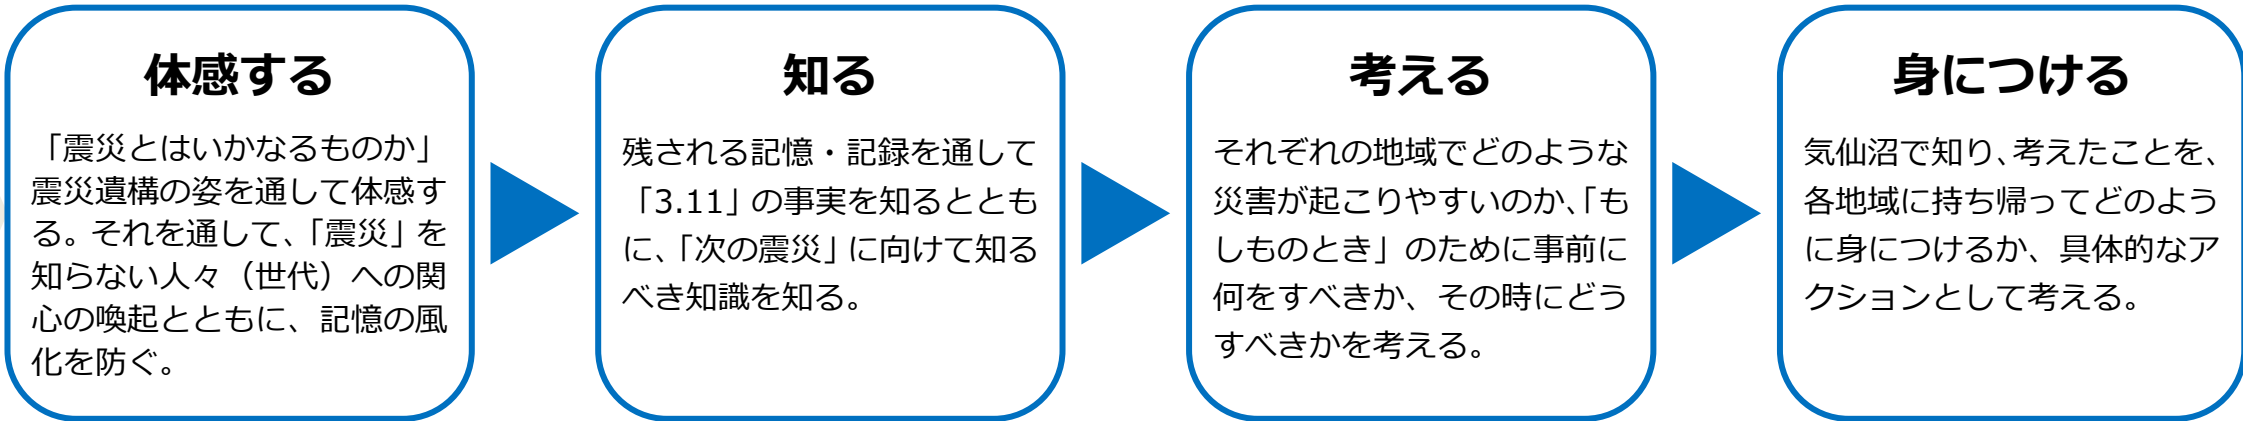 体感する
「震災とはいかなるものか」
震災遺構の姿を通して体感す
る。それを通して、「震災」を
知らない人々（世代）への関
心の喚起とともに、記憶の風
化を防ぐ。
知る
残される記憶・記録を通して
「3.11」の事実を知るととも
に、「次の震災」に向けて知る
べき知識を知る。
考える
それぞれの地域でどのような
災害が起こりやすいのか、「も
しものとき」のために事前に
何をすべきか、その時にどう
すべきかを考える。
身につける
気仙沼で知り、考えたことを、
各地域に持ち帰ってどのよう
に身につけるか、具体的なア
クションとして考える。